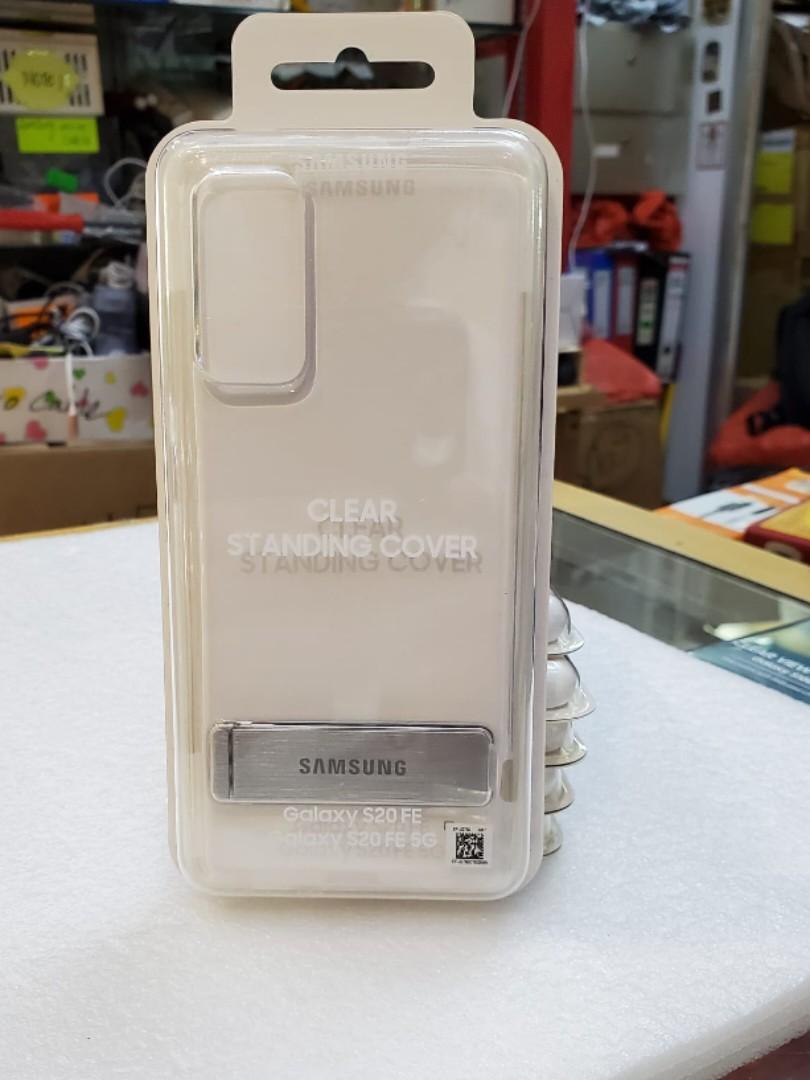 SAMSUNG
CLEAR
STANDING COVER
SAMSUNG
Galaxy S20 FE
Galaxy S20 FE 5G